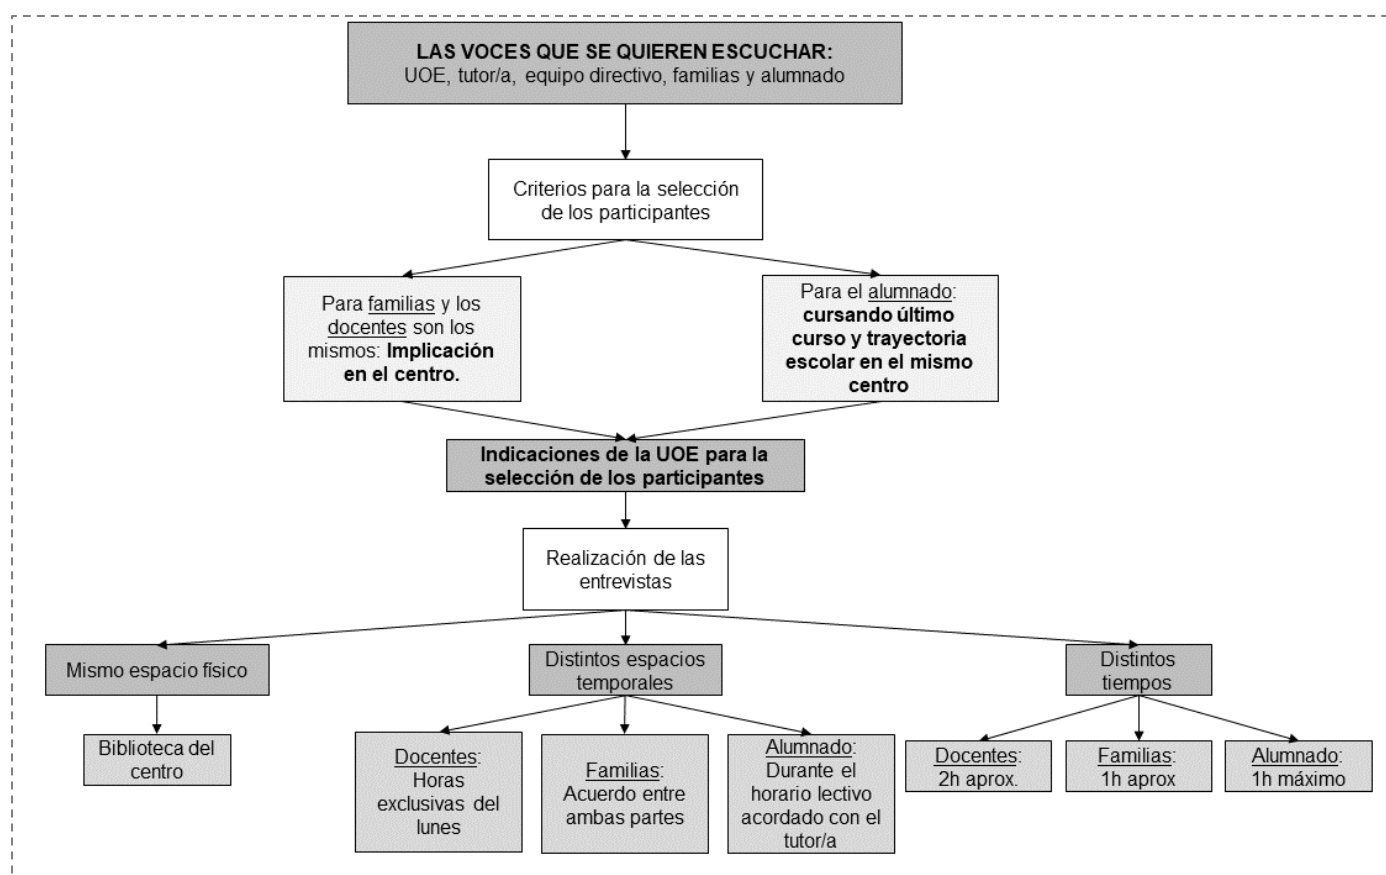 LAS VOCES QUE SE QUIEREN ESCUCHAR:
UOE, tutor/a, equipo directivo, familias y alumnado
Criterios para la selección
de los participantes
Para familias y los
docentes son los
mismos: Implicación
en el centro.
Para el alumnado:
cursando último
curso y trayectoria
escolar en el mismo
centro
Indicaciones de la UOE para la
selección de los participantes
Realización de las
entrevistas
Mismo espacio físico
Biblioteca del
centro
Distintos espacios
temporales
Docentes:
Horas
exclusivas del
lunes
Familias:
Acuerdo entre
ambas partes
Alumnado:
Durante el
horario lectivo
acordado con el
tutor/a
Distintos
tiempos
Docentes:
2h aprox.
Familias:
1h aprox
Alumnado:
1h máximo